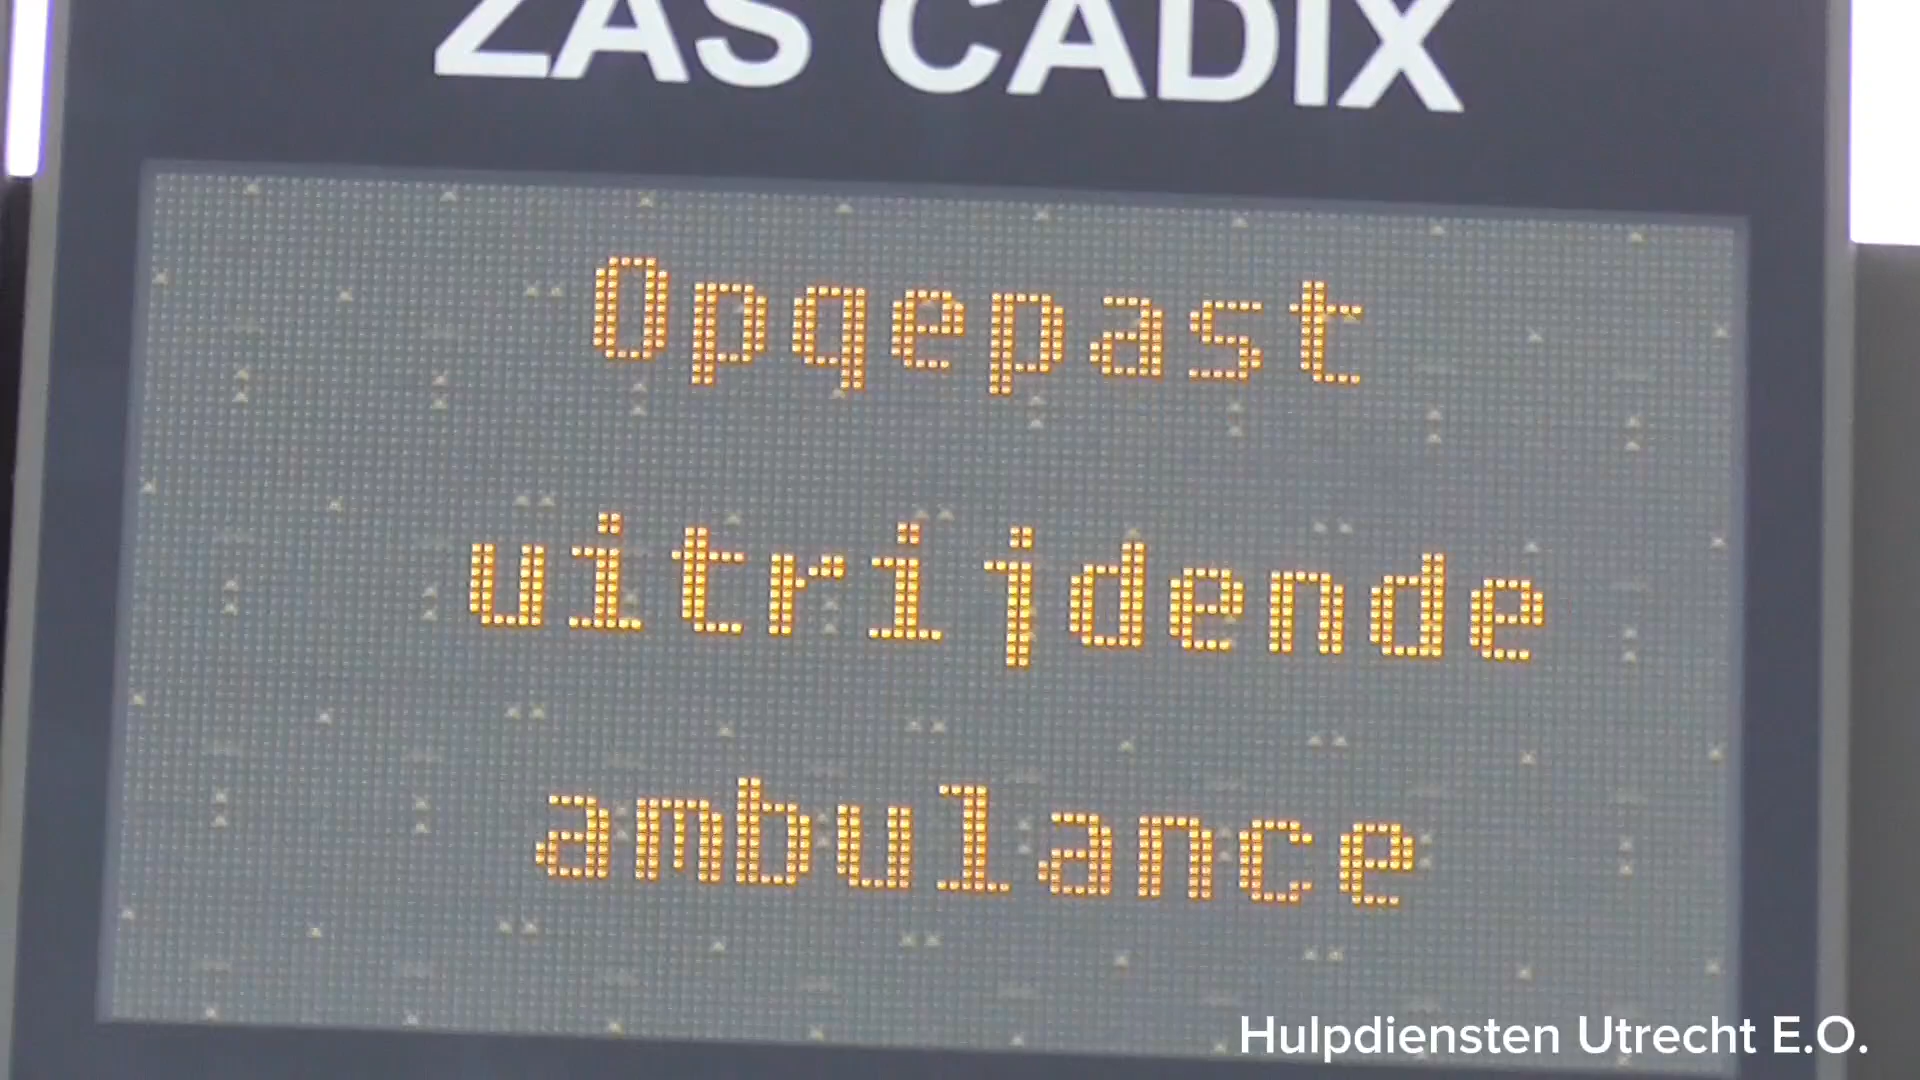 ZAS CADIX
Opgepast
uitrijdende
ambulance
Hulpdiensten Utrecht E.O.